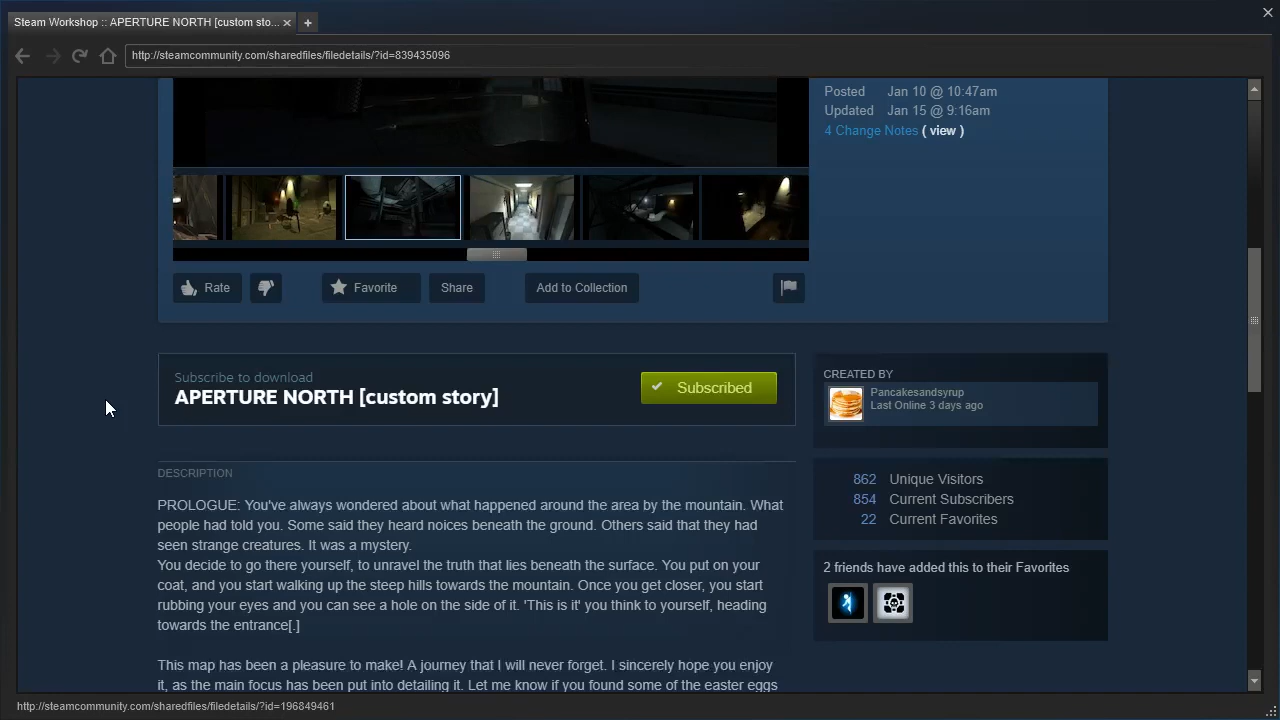 Steam Workshop :: APERTURE NORTH [custom sto...
http://steamcommunity.com/sharedfiles/filedetails/?id=839435096
Posted Jan 10 @ 10:47am
Updated Jan 15 @ 9:16am
4 Change Notes ( view )
Rate
Favorite
Share
Add to Collection
Subscribe to download
APERTURE NORTH [custom story]
Subscribed
CREATED BY
Pancakesandsyrup
Last Online 3 days ago
DESCRIPTION
PROLOGUE: You've always wondered about what happened around the area by the mountain. What
people had told you. Some said they heard noices beneath the ground. Others said that they had
seen strange creatures. It was a mystery.
You decide to go there yourself, to unravel the truth that lies beneath the surface. You put on your
coat, and you start walking up the steep hills towards the mountain. Once you get closer, you start
rubbing your eyes and you can see a hole on the side of it. 'This is it' you think to yourself, heading
towards the entrance[.]
This map has been a pleasure to make! A journey that I will never forget. I sincerely hope you enjoy
it, as the main focus has been put into detailing it. Let me know if you found some of the easter eggs
862 Unique Visitors
854 Current Subscribers
22 Current Favorites
2 friends have added this to their Favorites
http://steamcommunity.com/sharedfiles/filedetails/?id=196849461